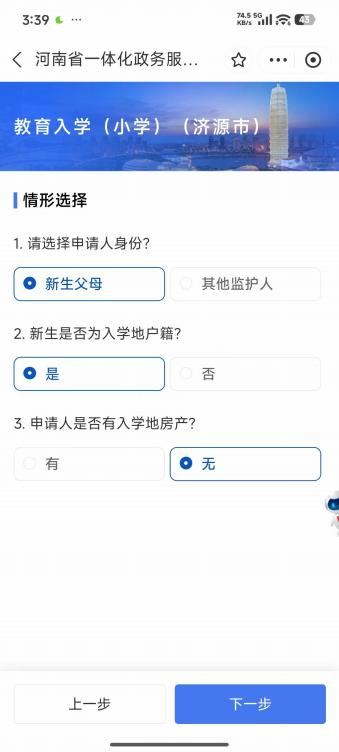 3:39 ··· 74.5 KB/s 5G 43
河南省一体化政务服...
教育入学（小学）（济源市）
情形选择
1. 请选择申请人身份？
新生父母 其他监护人
2. 新生是否为入学地户籍？
是 否
3. 申请人是否有入学地房产？
有 无
上一步 下一步